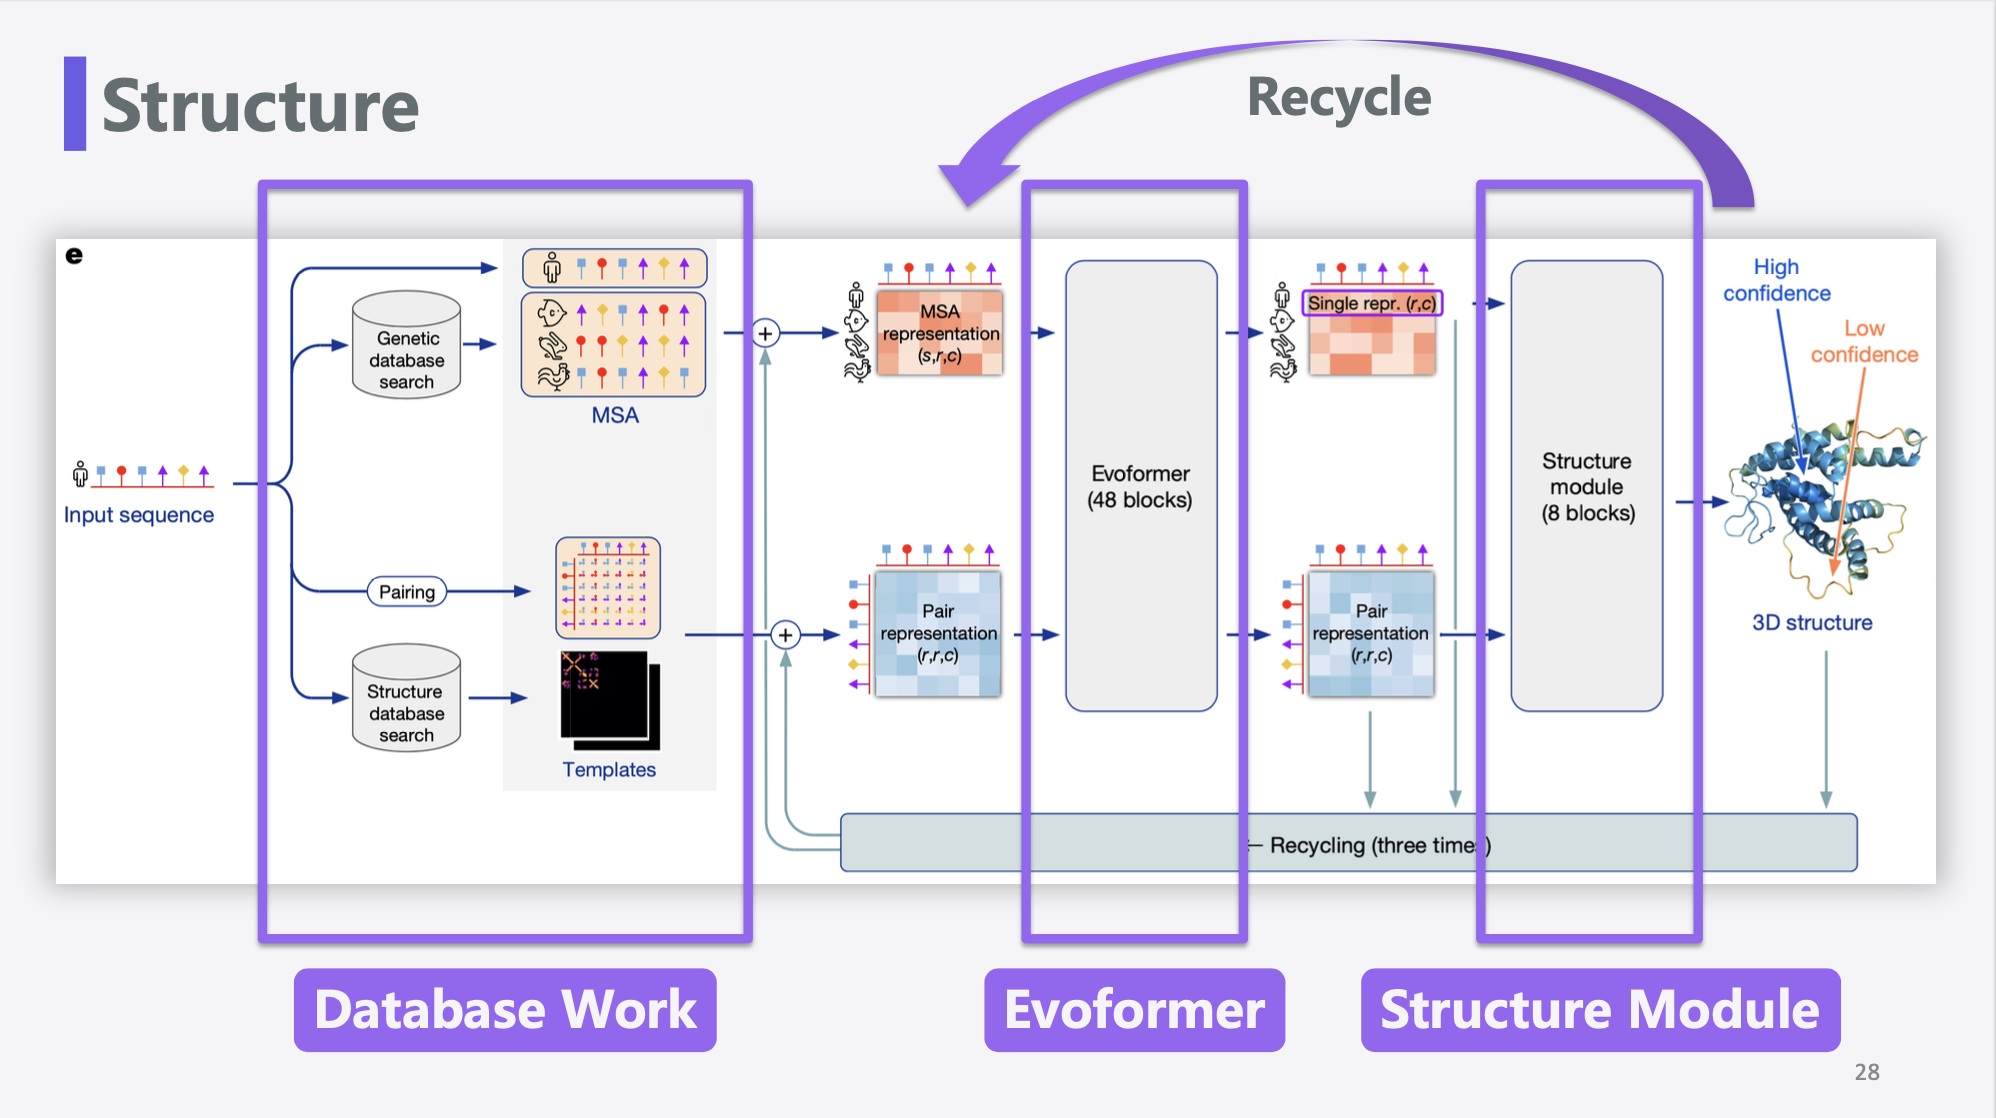 Structure
Recycle
e
Input sequence
Genetic
database
search
MSA
Pairing
Structure
database
search
Templates
+
+
MSA
representation
(s,r,c)
Pair
representation
(r,r,c)
Evoformer
(48 blocks)
Single repr. (r,c)
Pair
representation
(r,r,c)
Structure
module
(8 blocks)
High
confidence
Low
confidence
3D structure
← Recycling (three times)
Database Work
Evoformer
Structure Module
28